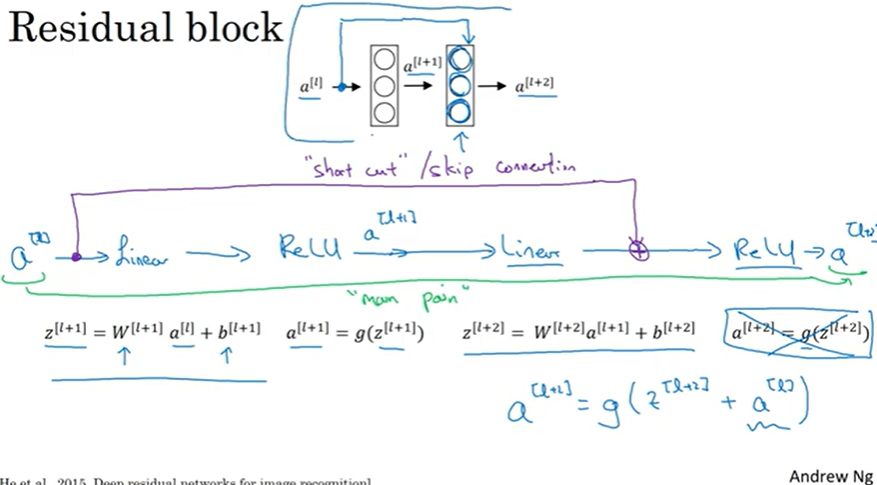 Residual block
a[l] a[l+1] a[l+2]
"short cut" / skip connection
a[l] → Linear → ReLU a[l+1] → Linear → ReLU → a[l+2]
"main path"
z[l+1] = W[l+1] a[l] + b[l+1] a[l+1] = g(z[l+1]) z[l+2] = W[l+2]a[l+1] + b[l+2] a[l+2] = g(z[l+2])
a[l+2] = g(z[l+2] + a[l])
He et al., 2015. Deep residual networks for image recognition]
Andrew Ng